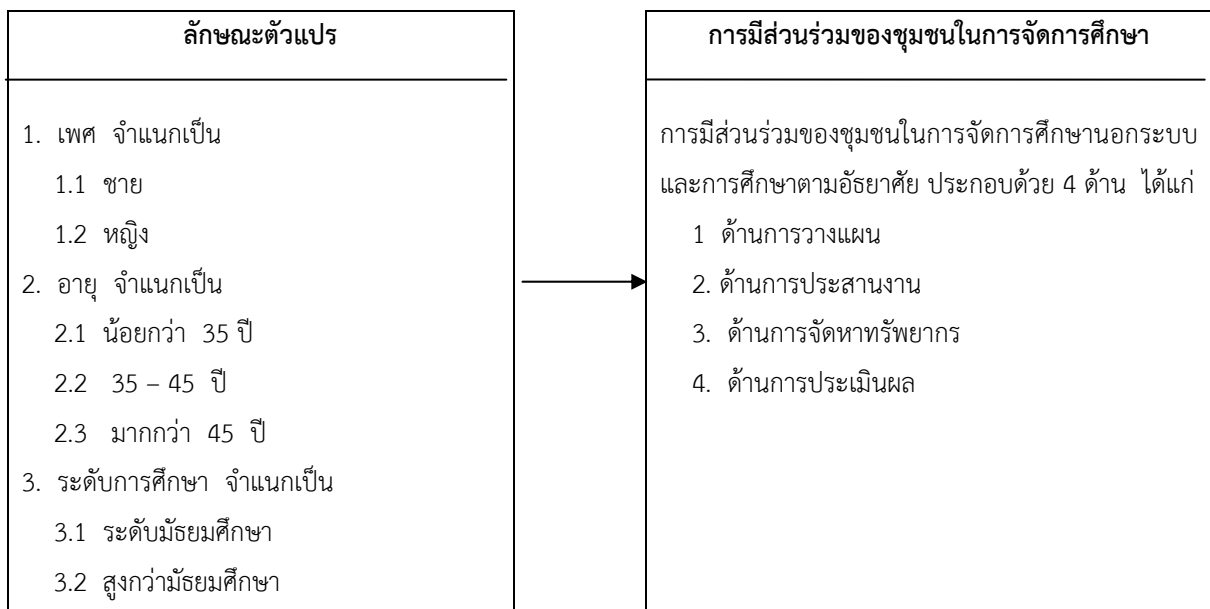 ลักษณะตัวแปร
1. เพศ จำแนกเป็น
1.1 ชาย
1.2 หญิง
2. อายุ จำแนกเป็น
2.1 น้อยกว่า 35 ปี
2.2 35 – 45 ปี
2.3 มากกว่า 45 ปี
3. ระดับการศึกษา จำแนกเป็น
3.1 ระดับมัธยมศึกษา
3.2 สูงกว่ามัธยมศึกษา
การมีส่วนร่วมของชุมชนในการจัดการศึกษา
การมีส่วนร่วมของชุมชนในการจัดการศึกษานอกระบบ
และการศึกษาตามอัธยาศัย ประกอบด้วย 4 ด้าน ได้แก่
1 ด้านการวางแผน
2. ด้านการประสานงาน
3. ด้านการจัดหาทรัพยากร
4. ด้านการประเมินผล